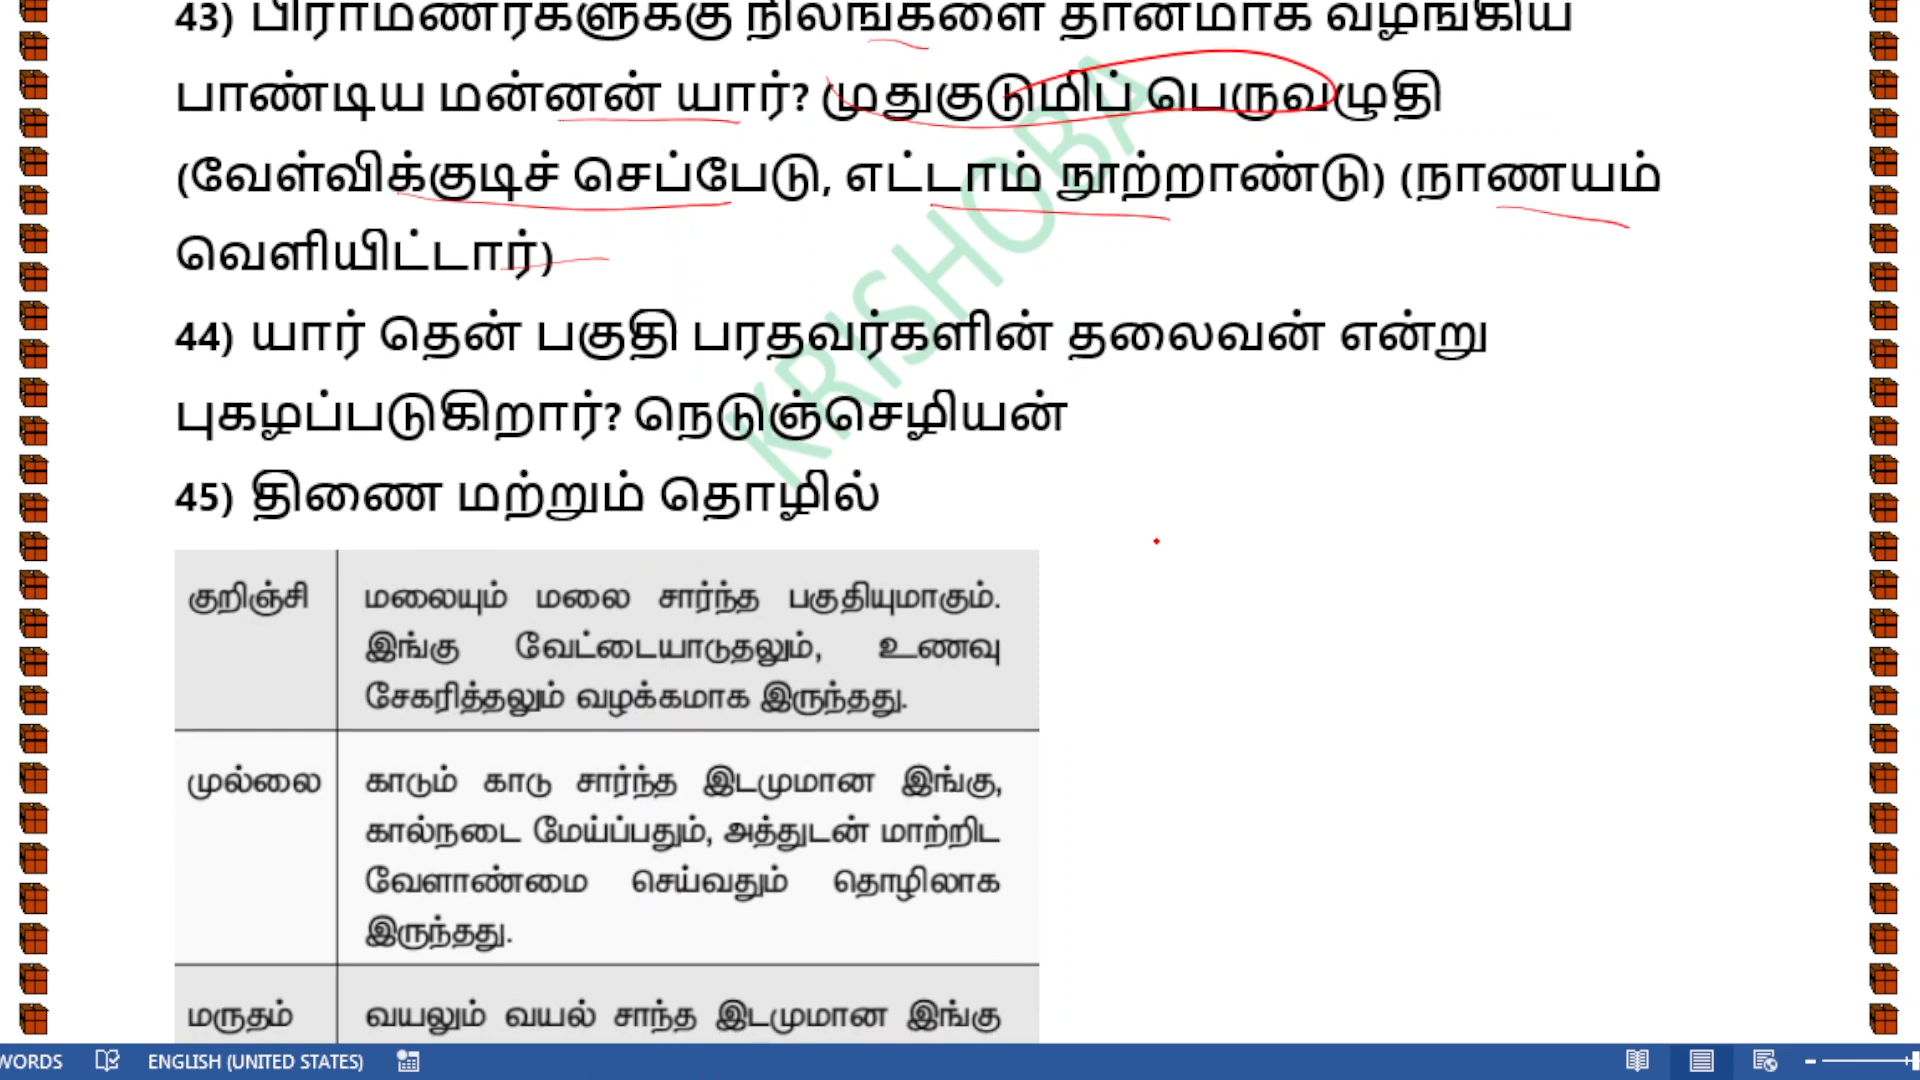 43) பிராமணர்களுக்கு நிலங்களை தானமாக வழங்கிய
பாண்டிய மன்னன் யார்? முதுகுடுமிப் பெருவழுதி
(வேள்விக்குடிச் செப்பேடு, எட்டாம் நூற்றாண்டு) (நாணயம்
வெளியிட்டார்)
44) யார் தென் பகுதி பரதவர்களின் தலைவன் என்று
புகழப்படுகிறார்? நெடுஞ்செழியன்
45) திணை மற்றும் தொழில்
KRISHOBA
குறிஞ்சி
மலையும் மலை சார்ந்த பகுதியுமாகும்.
இங்கு வேட்டையாடுதலும், உணவு
சேகரித்தலும் வழக்கமாக இருந்தது.
முல்லை
காடும் காடு சார்ந்த இடமுமான இங்கு,
கால்நடை மேய்ப்பதும், அத்துடன் மாற்றிட
வேளாண்மை செய்வதும் தொழிலாக
இருந்தது.
மருதம்
வயலும் வயல் சாந்த இடமுமான இங்கு
WORDS ENGLISH (UNITED STATES)